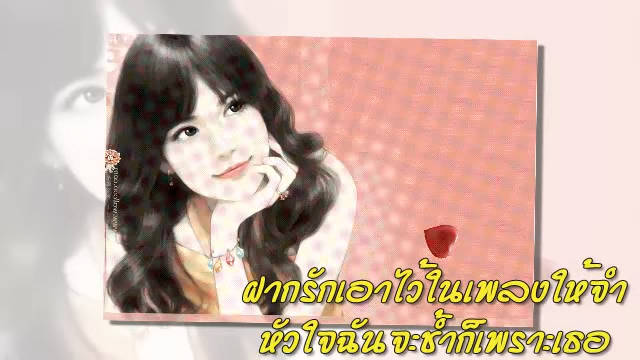 ฝากรักเอาไว้ในเพลงให้จำ
หัวใจฉันจะช้ำก็เพราะเธอ